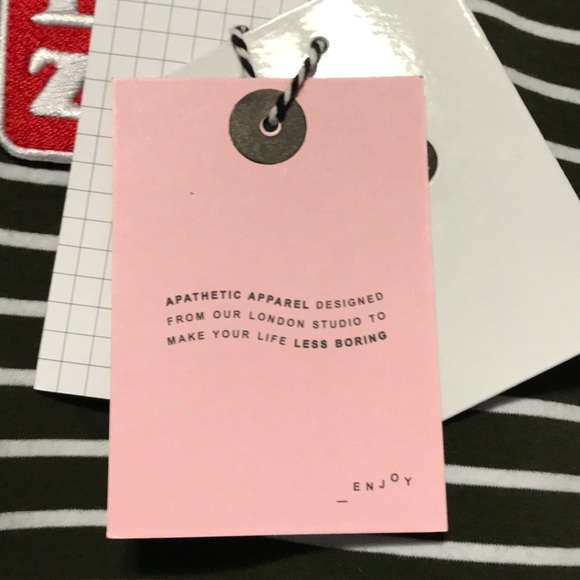 APATHETIC APPAREL DESIGNED
FROM OUR LONDON STUDIO TO
MAKE YOUR LIFE LESS BORING
_ENJOY